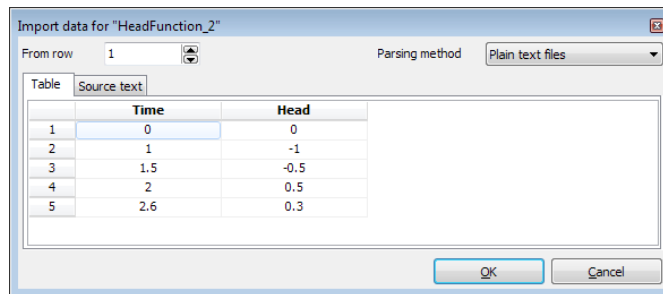 Import data for "HeadFunction_2"
From row 1 Parsing method Plain text files
Table Source text
Time Head
1 0 0
2 1 -1
3 1.5 -0.5
4 2 0.5
5 2.6 0.3
OK Cancel